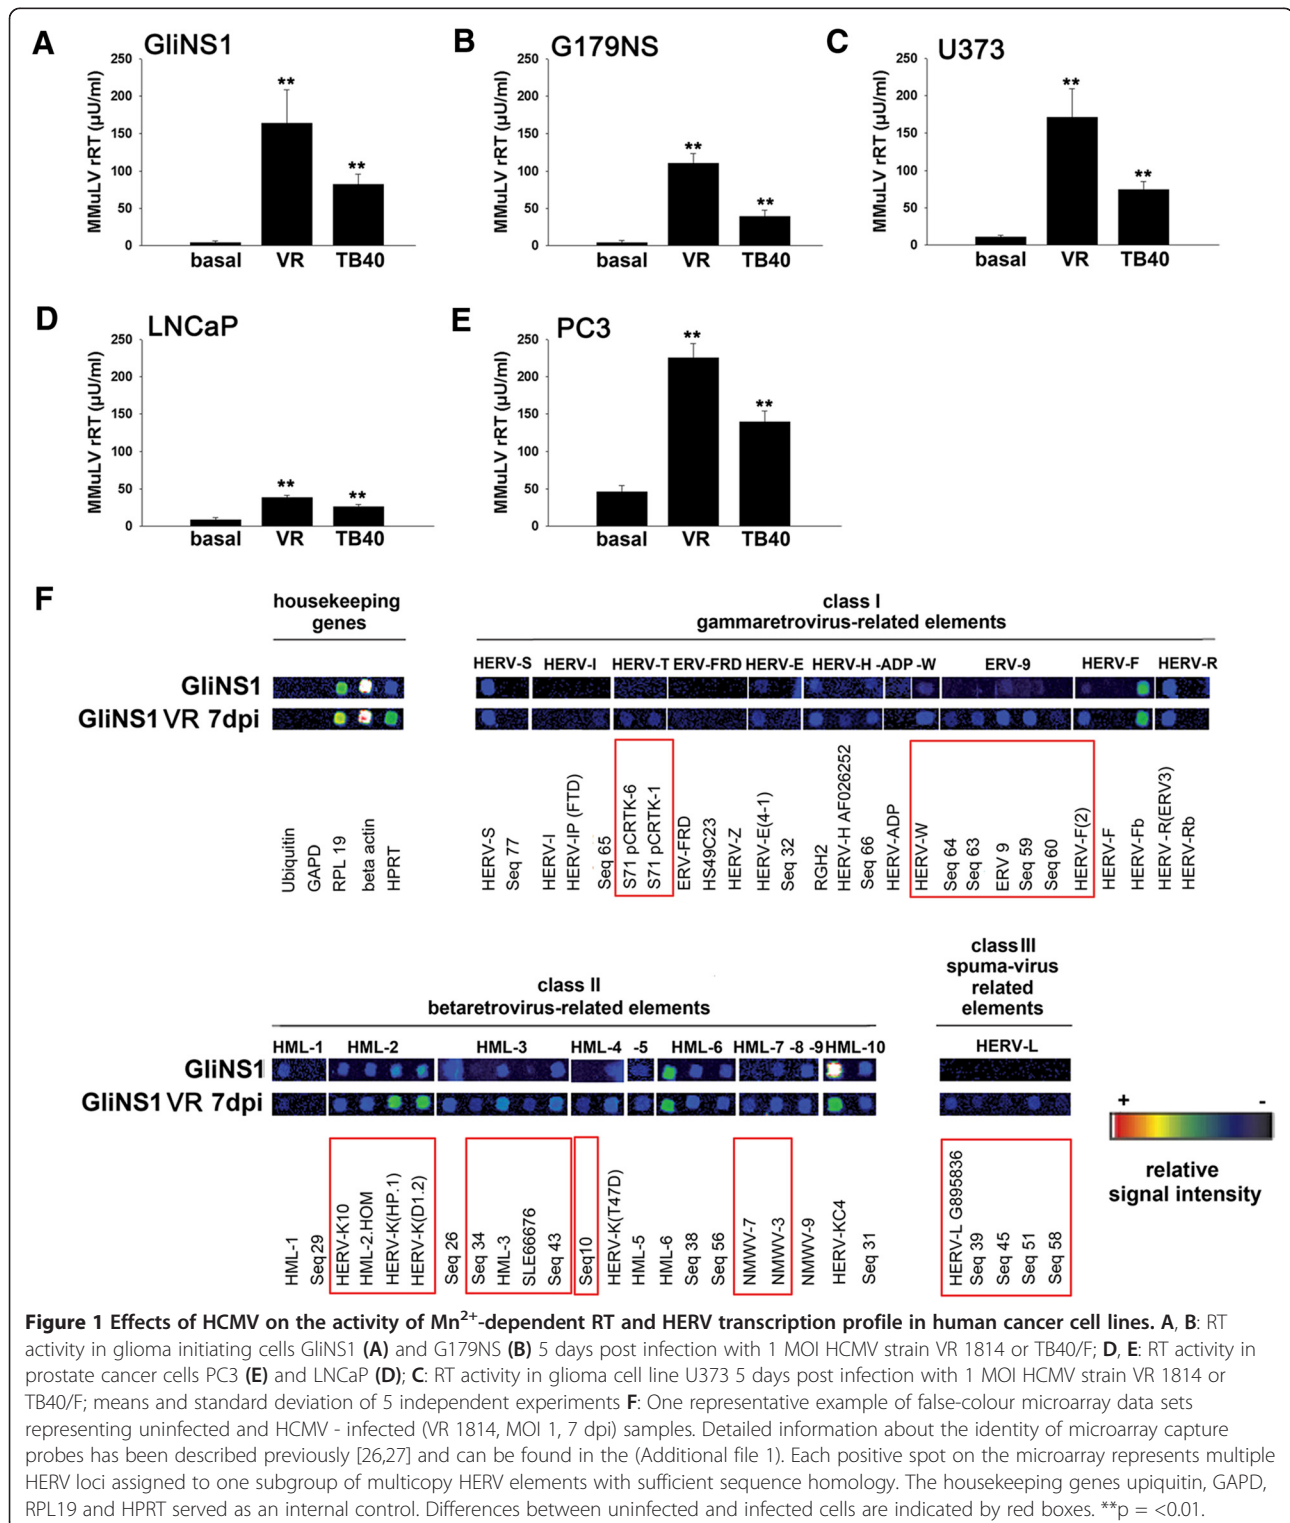 A GliNS1
MMuLV rRT (µU/ml)
250
200
150
100
50
0
** **
basal VR TB40
B G179NS
MMuLV rRT (µU/ml)
250
200
150
100
50
0
** **
basal VR TB40
C U373
MMuLV rRT (µU/ml)
250
200
150
100
50
0
** **
basal VR TB40
D LNCaP
MMuLV rRT (µU/ml)
250
200
150
100
50
0
** **
basal VR TB40
E PC3
MMuLV rRT (µU/ml)
250
200
150
100
50
0
** **
basal VR TB40
F
housekeeping
genes
class I
gammaretrovirus-related elements
HERV-S HERV-I HERV-T ERV-FRD HERV-E HERV-H -ADP -W ERV-9 HERV-F HERV-R
GliNS1
GliNS1 VR 7dpi
Ubiquitin
GAPD
RPL 19
beta actin
HPRT
HERV-S
Seq 77
HERV-I
HERV-IP (FTD)
Seq 65
S71 pCRTK-6
S71 pCRTK-1
ERV-FRD
HS49C23
HERV-Z
HERV-E(4-1)
Seq 32
RGH2
HERV-H AF026252
Seq 66
HERV-ADP
HERV-W
Seq 64
Seq 63
ERV 9
Seq 59
Seq 60
HERV-F(2)
HERV-F
HERV-Fb
HERV -R(ERV3)
HERV-Rb
class II
betaretrovirus-related elements
class III
spuma-virus
related
elements
HML-1 HML-2 HML-3 HML-4 -5 HML-6 HML-7 -8 -9 HML-10
HERV-L
GliNS1
GliNS1 VR 7dpi
HML-1
Seq29
HERV-K10
HML-2.HOM
HERV-K(HP.1)
HERV-K(D1.2)
Seq 26
Seq 34
HML-3
SLE66676
Seq 43
Seq10
HERV-K(T47D)
HML-5
HML-6
Seq 38
Seq 56
NMWV-7
NMWV-3
NMWV-9
HERV-KC4
Seq 31
HERV-L G895836
Seq 39
Seq 45
Seq 51
Seq 58
+ -
relative
signal intensity
Figure 1 Effects of HCMV on the activity of Mn2+-dependent RT and HERV transcription profile in human cancer cell lines. A, B: RT
activity in glioma initiating cells GliNS1 (A) and G179NS (B) 5 days post infection with 1 MOI HCMV strain VR 1814 or TB40/F; D, E: RT activity in
prostate cancer cells PC3 (E) and LNCaP (D); C: RT activity in glioma cell line U373 5 days post infection with 1 MOI HCMV strain VR 1814 or
TB40/F; means and standard deviation of 5 independent experiments F: One representative example of false-colour microarray data sets
representing uninfected and HCMV - infected (VR 1814, MOI 1, 7 dpi) samples. Detailed information about the identity of microarray capture
probes has been described previously [26,27] and can be found in the (Additional file 1). Each positive spot on the microarray represents multiple
HERV loci assigned to one subgroup of multicopy HERV elements with sufficient sequence homology. The housekeeping genes upiquitin, GAPD,
RPL19 and HPRT served as an internal control. Differences between uninfected and infected cells are indicated by red boxes. **p = <0.01.